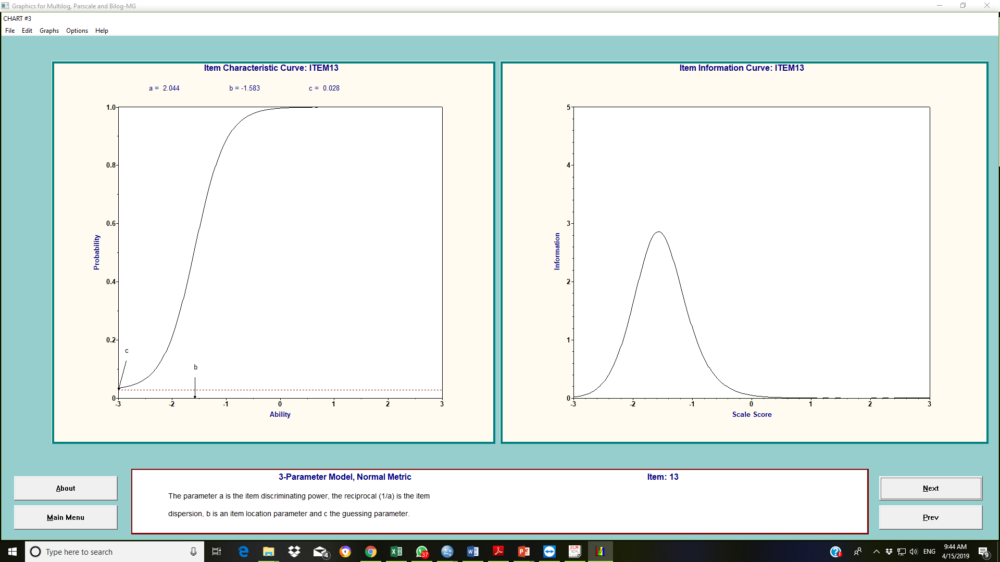 Graphics for Multilog, Parscale and Bilog-MG
CHART #3
File Edit Graphs Options Help
Item Characteristic Curve: ITEM13
a = 2.044 b = -1.583 c = 0.028
1.0
0.8
0.6
0.4
0.2
0
Probability
c
b
-3 -2 -1 0 1 2 3
Ability
Item Information Curve: ITEM13
5
4
3
2
1
0
Information
-3 -2 -1 0 1 2 3
Scale Score
About
Main Menu
3-Parameter Model, Normal Metric
Item: 13
The parameter a is the item discriminating power, the reciprocal (1/a) is the item
dispersion, b is an item location parameter and c the guessing parameter.
Next
Prev
Type here to search
4
37
BLM
ENG
9:44 AM
4/15/2019
9